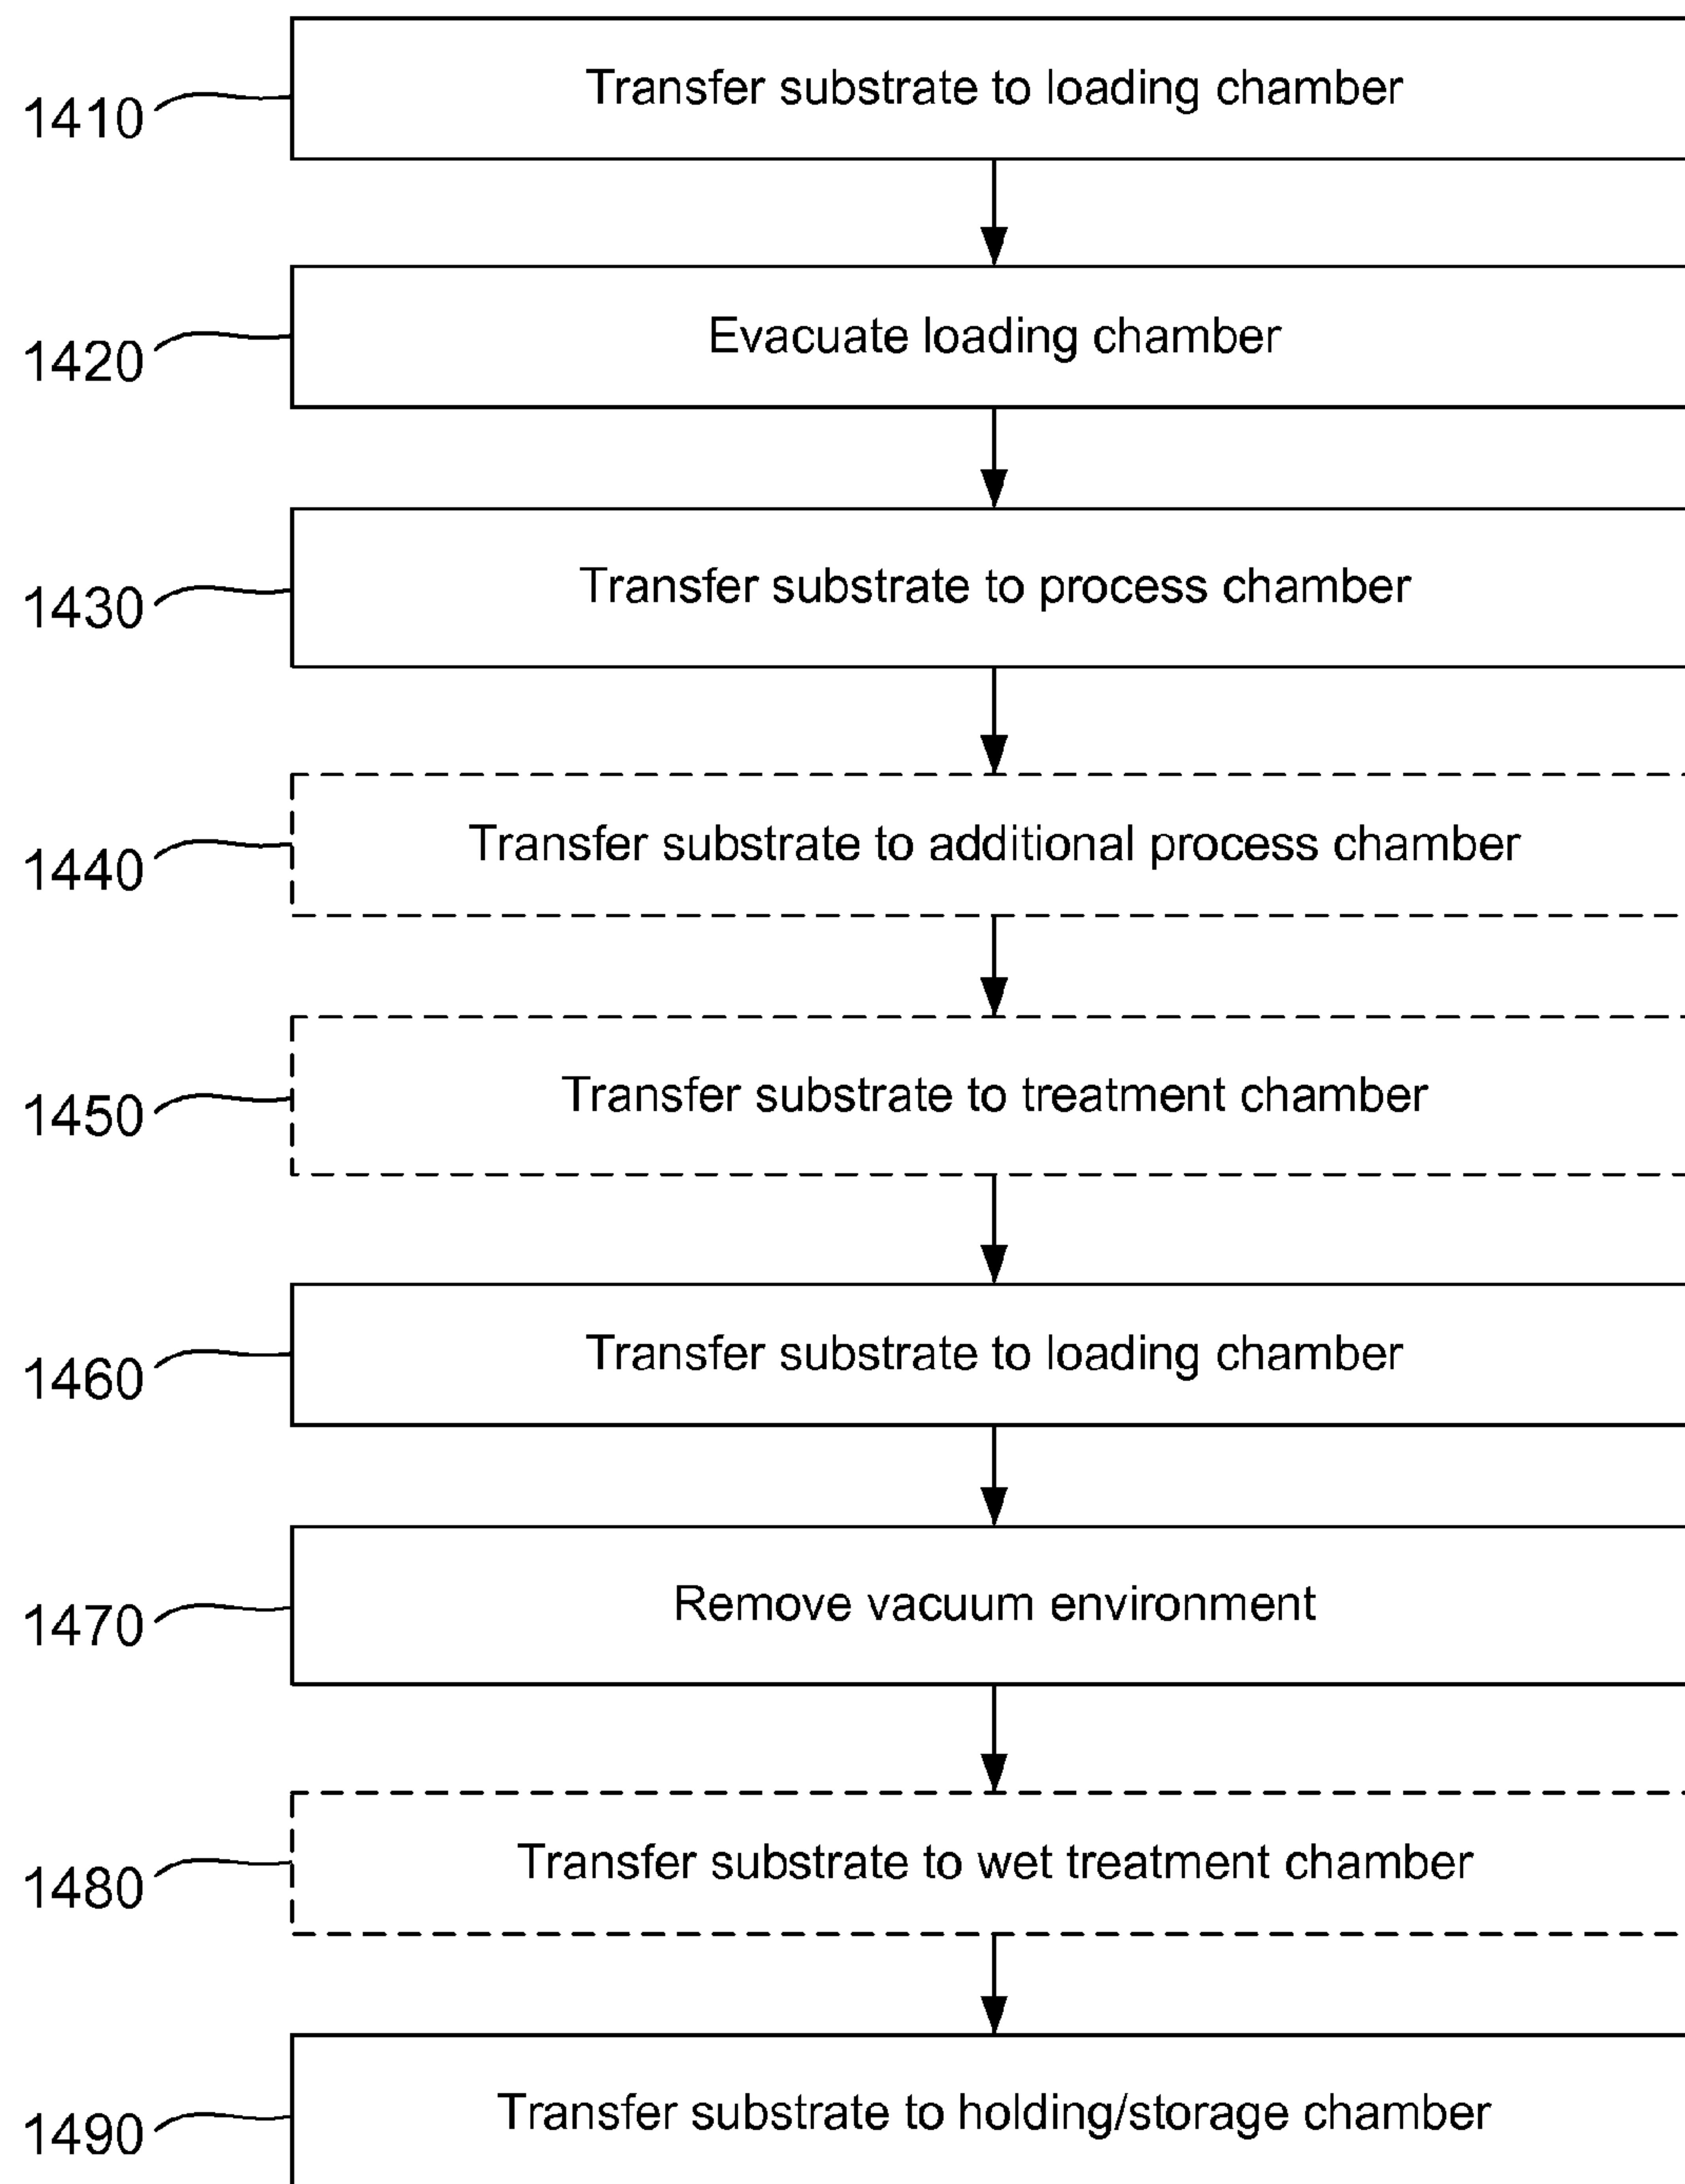 1410 Transfer substrate to loading chamber
1420 Evacuate loading chamber
1430 Transfer substrate to process chamber
1440 Transfer substrate to additional process chamber
1450 Transfer substrate to treatment chamber
1460 Transfer substrate to loading chamber
1470 Remove vacuum environment
1480 Transfer substrate to wet treatment chamber
1490 Transfer substrate to holding/storage chamber